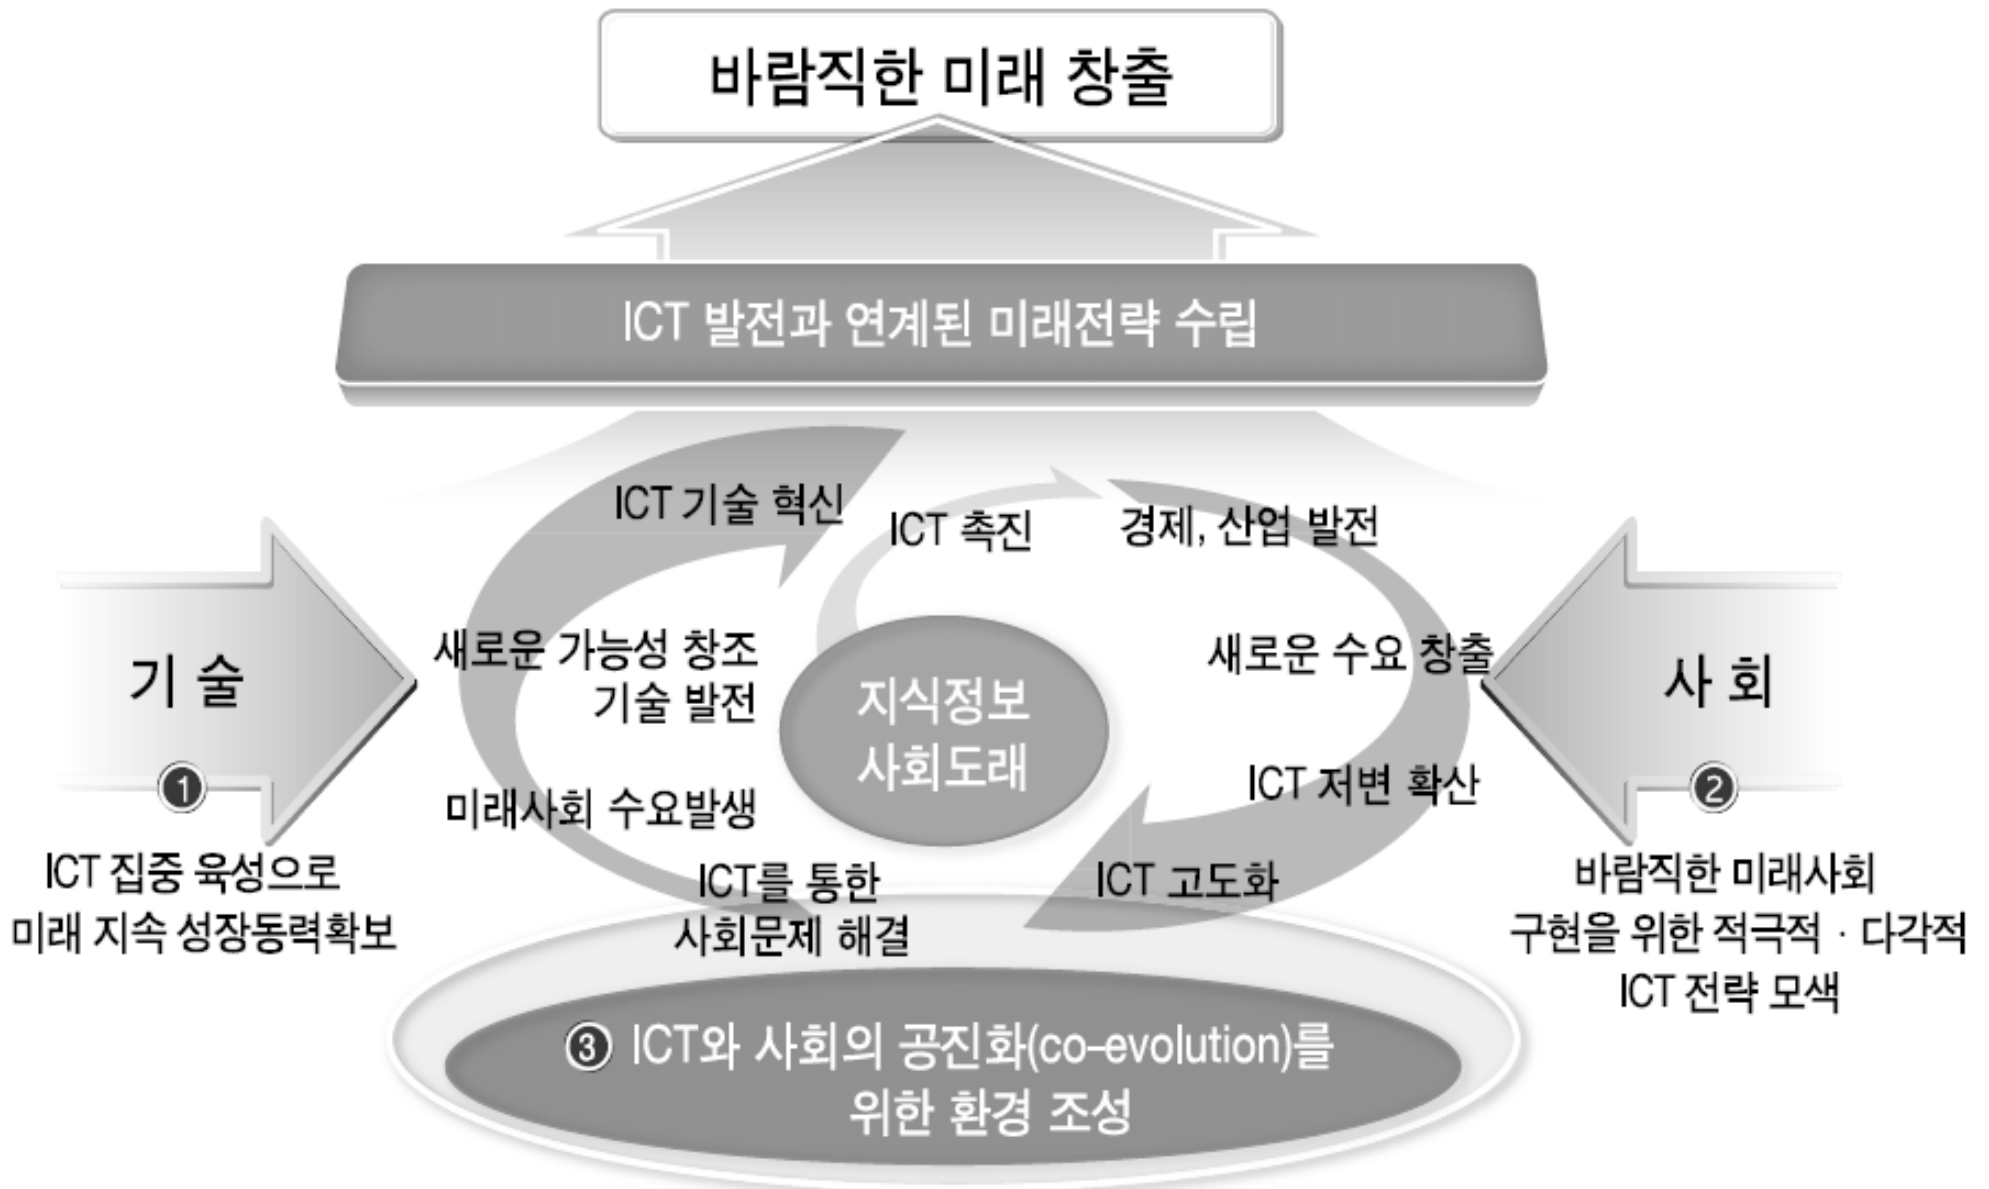 바람직한 미래 창출
ICT 발전과 연계된 미래전략 수립
ICT 기술 혁신
ICT 촉진
경제, 산업 발전
새로운 가능성 창조
기술 발전
새로운 수요 창출
기 술
지식정보
사회도래
사 회
❶
❷
미래사회 수요발생
ICT 저변 확산
ICT를 통한
사회문제 해결
ICT 고도화
ICT 집중 육성으로
미래 지속 성장동력확보
바람직한 미래사회
구현을 위한 적극적 · 다각적
ICT 전략 모색
❸ ICT와 사회의 공진화(co-evolution)를
위한 환경 조성